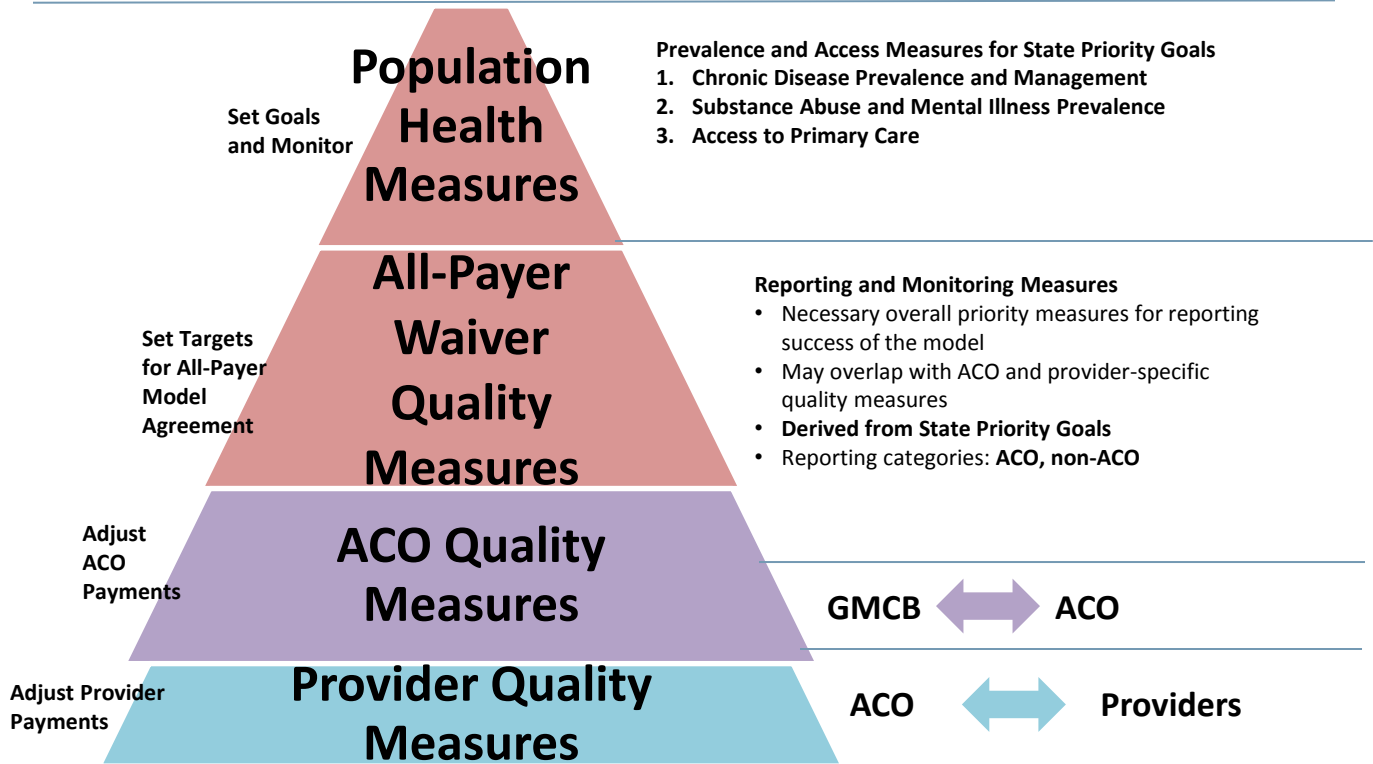 Population
Health
Measures
Set Goals
and Monitor
Prevalence and Access Measures for State Priority Goals
1. Chronic Disease Prevalence and Management
2. Substance Abuse and Mental Illness Prevalence
3. Access to Primary Care
All-Payer
Waiver
Quality
Measures
Set Targets
for All-Payer
Model
Agreement
Reporting and Monitoring Measures
• Necessary overall priority measures for reporting
success of the model
• May overlap with ACO and provider-specific
quality measures
• Derived from State Priority Goals
• Reporting categories: ACO, non-ACO
Adjust
ACO
Payments
ACO Quality
Measures
GMCB ACO
Adjust Provider
Payments
Provider Quality
Measures
ACO Providers